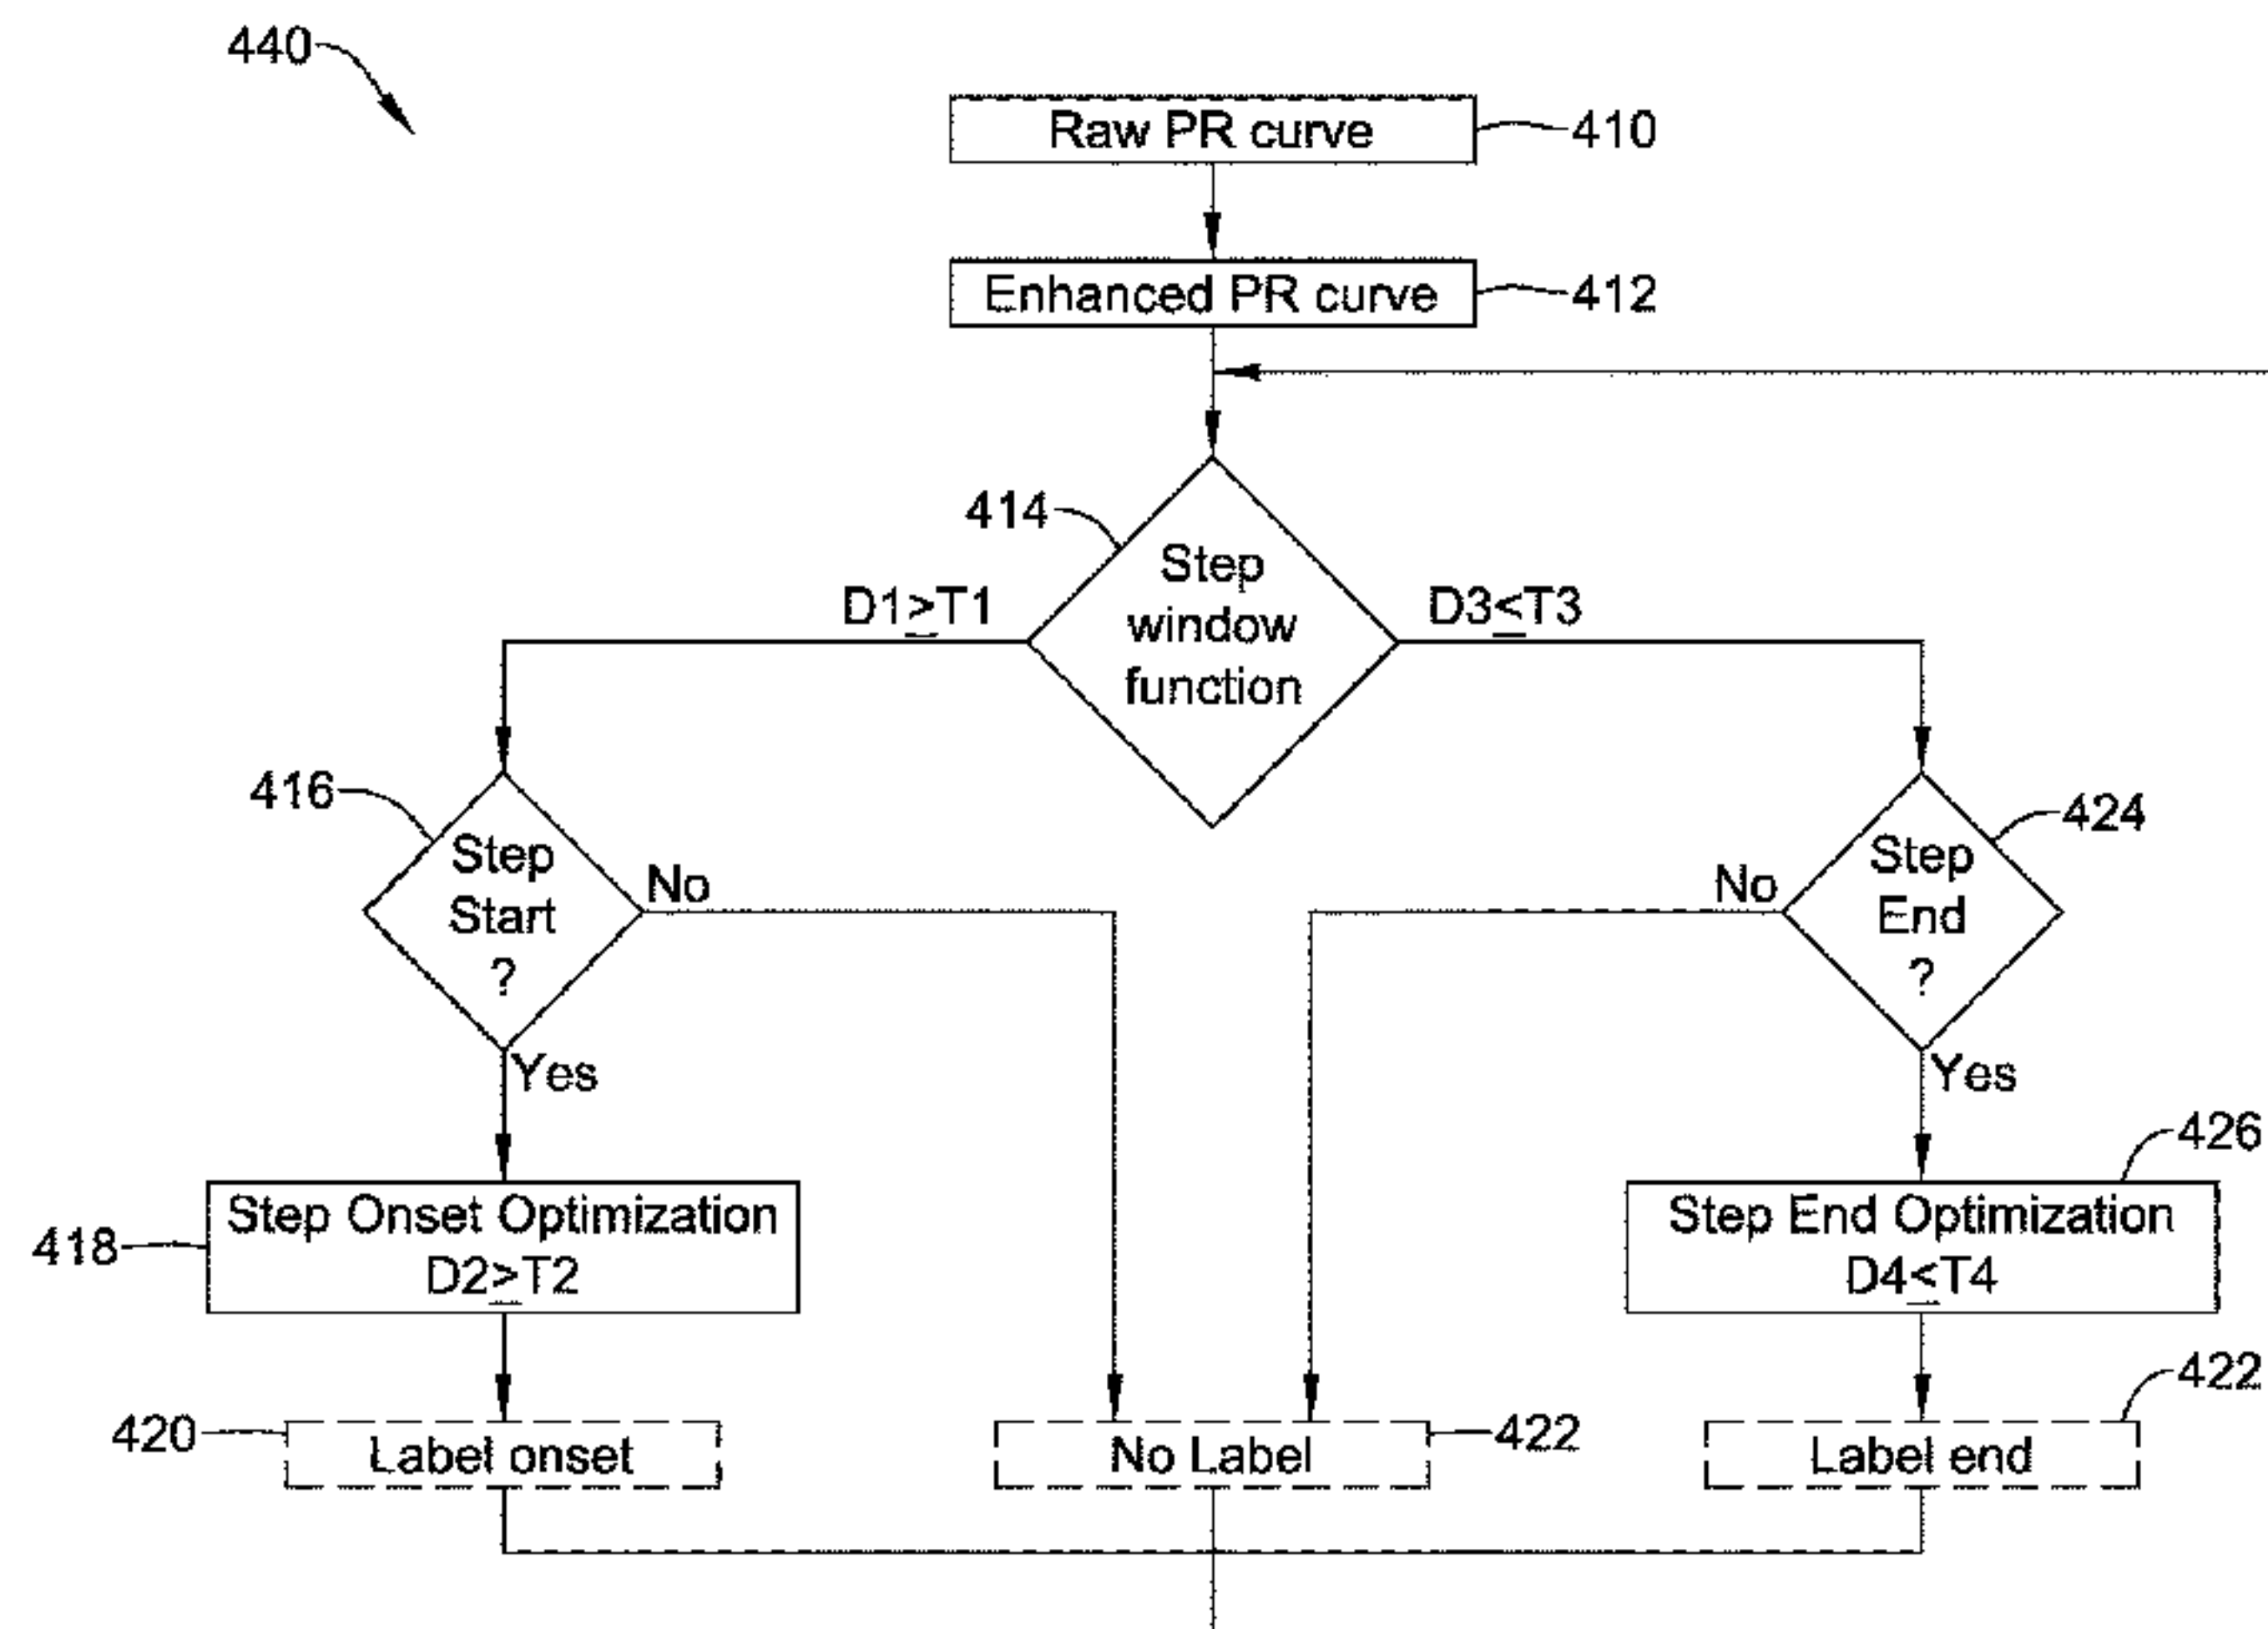 440
Raw PR curve
410
Enhanced PR curve
412
414
Step
window
function
D1≥T1
D3≤T3
416
Step
Start
?
No
Yes
424
Step
End
?
No
Yes
418
Step Onset Optimization
D2≥T2
426
Step End Optimization
D4≤T4
420
Label onset
No Label
422
Label end
422